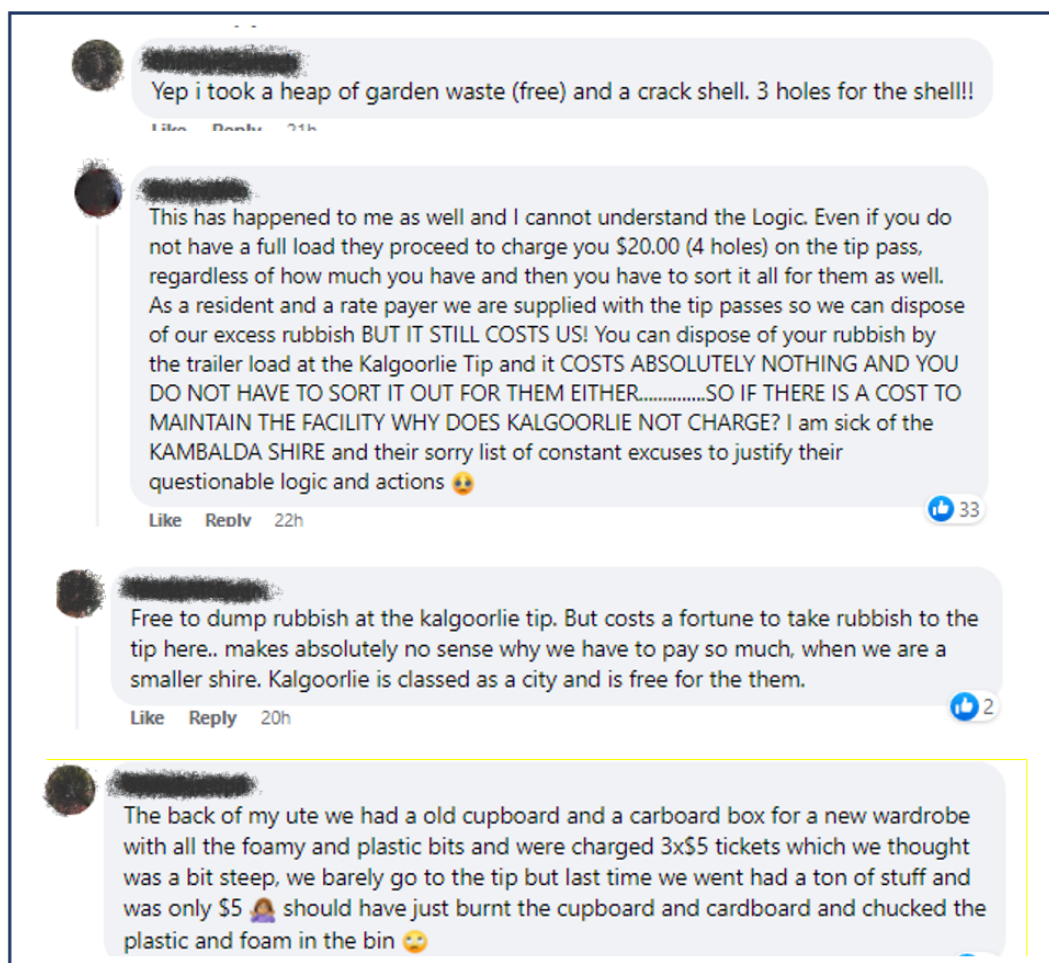 Yep i took a heap of garden waste (free) and a crack shell. 3 holes for the shell!!
Like Reply 21h
This has happened to me as well and I cannot understand the Logic. Even if you do
not have a full load they proceed to charge you $20.00 (4 holes) on the tip pass,
regardless of how much you have and then you have to sort it all for them as well.
As a resident and a rate payer we are supplied with the tip passes so we can dispose
of our excess rubbish BUT IT STILL COSTS US! You can dispose of your rubbish by
the trailer load at the Kalgoorlie Tip and it COSTS ABSOLUTELY NOTHING AND YOU
DO NOT HAVE TO SORT IT OUT FOR THEM EITHER..............SO IF THERE IS A COST TO
MAINTAIN THE FACILITY WHY DOES KALGOORLIE NOT CHARGE? I am sick of the
KAMBALDA SHIRE and their sorry list of constant excuses to justify their
questionable logic and actions 🥹
33
Like Reply 22h
Free to dump rubbish at the kalgoorlie tip. But costs a fortune to take rubbish to the
tip here.. makes absolutely no sense why we have to pay so much, when we are a
smaller shire. Kalgoorlie is classed as a city and is free for the them.
2
Like Reply 20h
The back of my ute we had a old cupboard and a carboard box for a new wardrobe
with all the foamy and plastic bits and were charged 3x$5 tickets which we thought
was a bit steep, we barely go to the tip but last time we went had a ton of stuff and
was only $5 🤷🏽‍♀️ should have just burnt the cupboard and cardboard and chucked the
plastic and foam in the bin 🙄